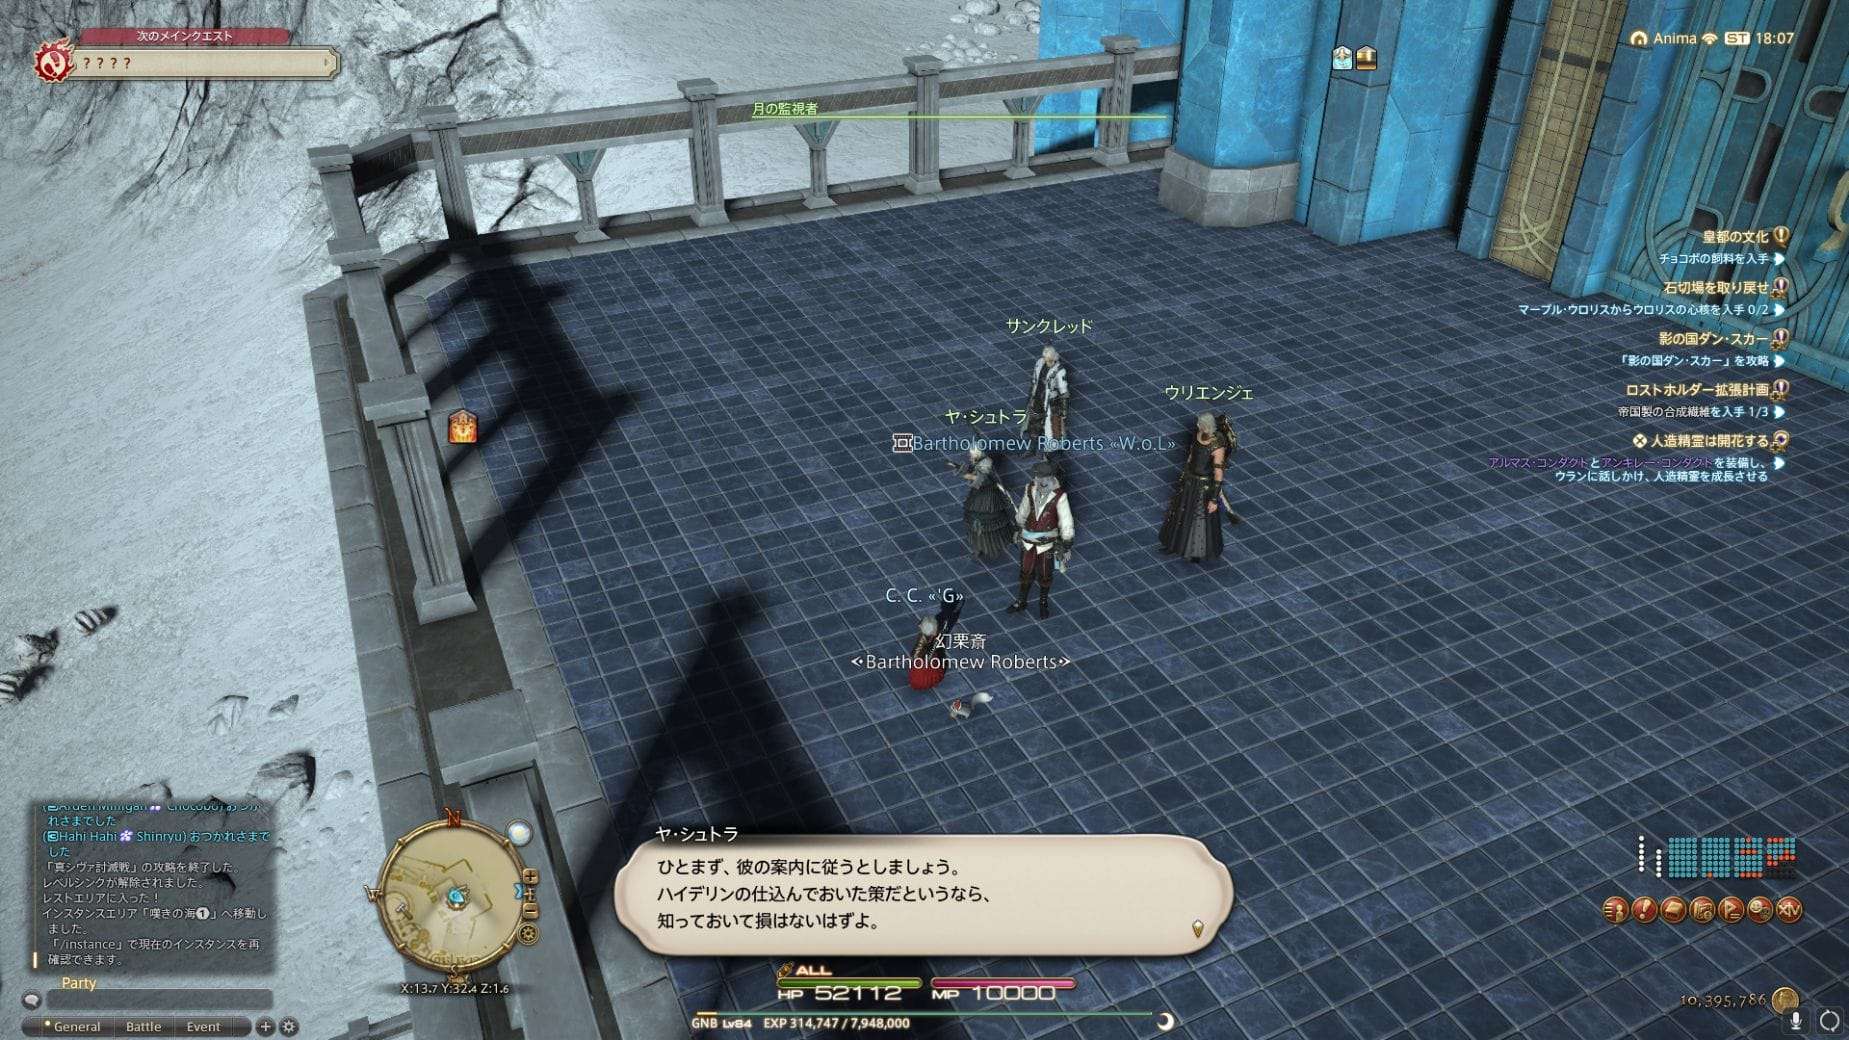 次のメインクエスト
????
月の監視者
Anima ST 18:07
皇都の文化
チョコボの飼料を入手
石切場を取り戻せ
マーブル・ウロリスからウロリスの心核を入手 0/2
影の国ダン・スカー
「影の国ダン・スカー」を攻略
ロストホルダー拡張計画
帝国製の合成繊維を入手 1/3
人造精霊は開花する
アルマス・コンダクトとアンキレー・コンダクトを装備し、
ウランに話しかけ、人造精霊を成長させる
サンクレッド
ウリエンジェ
ヤ・シュトラ
Bartholomew Roberts «W.o.L»
C. C. «'G»
幻栗斎
Bartholomew Roberts
(Arden Milligan Chocobo) おつか
れさまでした
(Hahi Hahi Shinryu) おつかれさまで
した
「真シヴァ討滅戦」の攻略を終了した。
レベルシンクが解除されました。
レストエリアに入った!
インスタンスエリア「嘆きの海1」へ移動し
ました。
「/instance」で現在のインスタンスを再
確認できます。
Party
General Battle Event
N
W
S
X:13.7 Y:32.4 Z:1.6
ヤ・シュトラ
ひとまず、彼の案内に従うとしましょう。
ハイデリンの仕込んでおいた策だというなら、
知っておいて損はないはずよ。
ALL
HP 52112 MP 10000
GNB Lv84 EXP 314,747 / 7,948,000
XIV
10,395,786